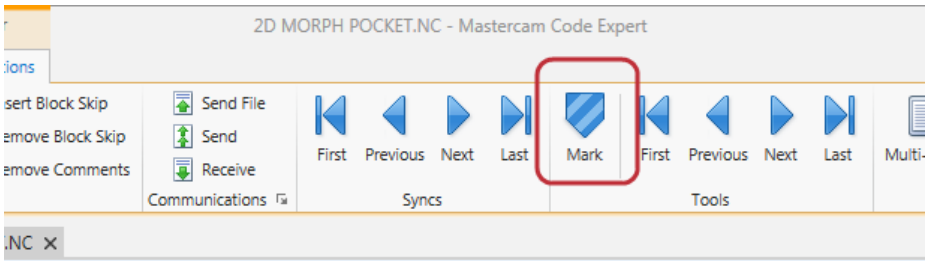 r
2D MORPH POCKET.NC - Mastercam Code Expert
tions
nsert Block Skip
emove Block Skip
emove Comments
Send File
Send
Receive
Communications
First Previous Next Last
Syncs
Mark First Previous Next Last
Tools
Multi-
.NC ×